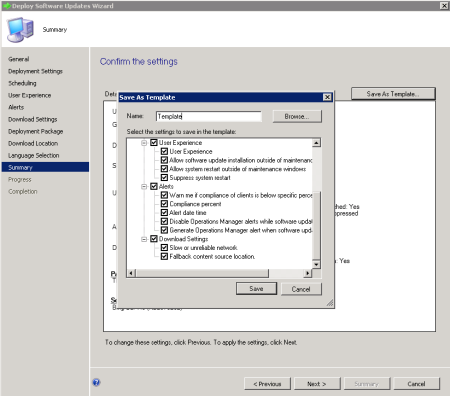 Deploy Software Updates Wizard
Summary
General
Deployment Settings
Scheduling
User Experience
Alerts
Download Settings
Deployment Package
Download Location
Language Selection
Summary
Progress
Completion
Confirm the settings
Save As Template...
Save As Template
Name:
Template
Browse...
Select the settings to save in the template:
User Experience
User Experience
Allow software update installation outside of maintenanc
Allow system restart outside of maintenance windows
Suppress system restart
Alerts
Warn me if compliance of clients is below specific perce
Compliance percent
Alert date time
Disable Operations Manager alerts while software updat
Generate Operations Manager alert when software upd
Download Settings
Slow or unreliable network.
Fallback content source location.
Save
Cancel
hed: Yes
pressed
: Yes
To change these settings, click Previous. To apply the settings, click Next.
< Previous
Next >
Summary
Cancel